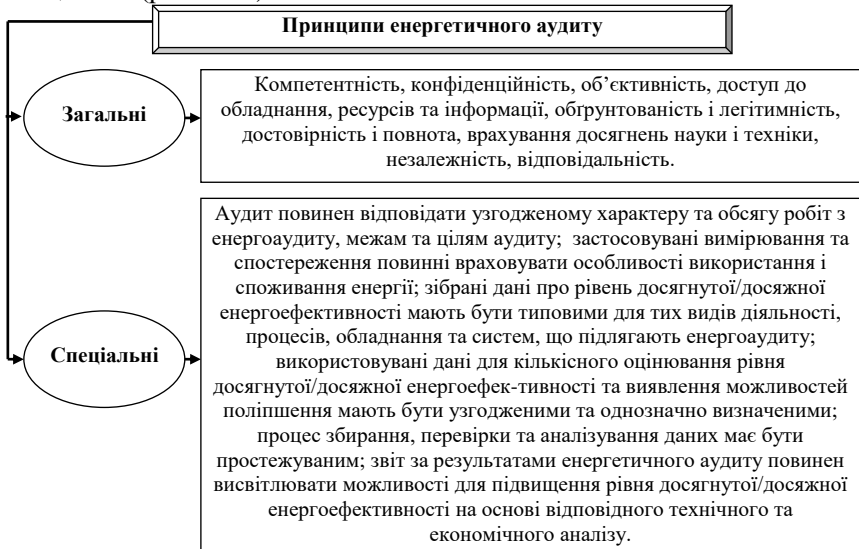 Принципи енергетичного аудиту
Загальні
Компетентність, конфіденційність, об’єктивність, доступ до
обладнання, ресурсів та інформації, обґрунтованість і легітимність,
достовірність і повнота, врахування досягнень науки і техніки,
незалежність, відповідальність.
Спеціальні
Аудит повинен відповідати узгодженому характеру та обсягу робіт з
енергоаудиту, межам та цілям аудиту; застосовувані вимірювання та
спостереження повинні враховувати особливості використання і
споживання енергії; зібрані дані про рівень досягнутої/досяжної
енергоефективності мають бути типовими для тих видів діяльності,
процесів, обладнання та систем, що підлягають енергоаудиту;
використовувані дані для кількісного оцінювання рівня
досягнутої/досяжної енергоефек-тивності та виявлення можливостей
поліпшення мають бути узгодженими та однозначно визначеними;
процес збирання, перевірки та аналізування даних має бути
простежуваним; звіт за результатами енергетичного аудиту повинен
висвітлювати можливості для підвищення рівня досягнутої/досяжної
енергоефективності на основі відповідного технічного та
економічного аналізу.